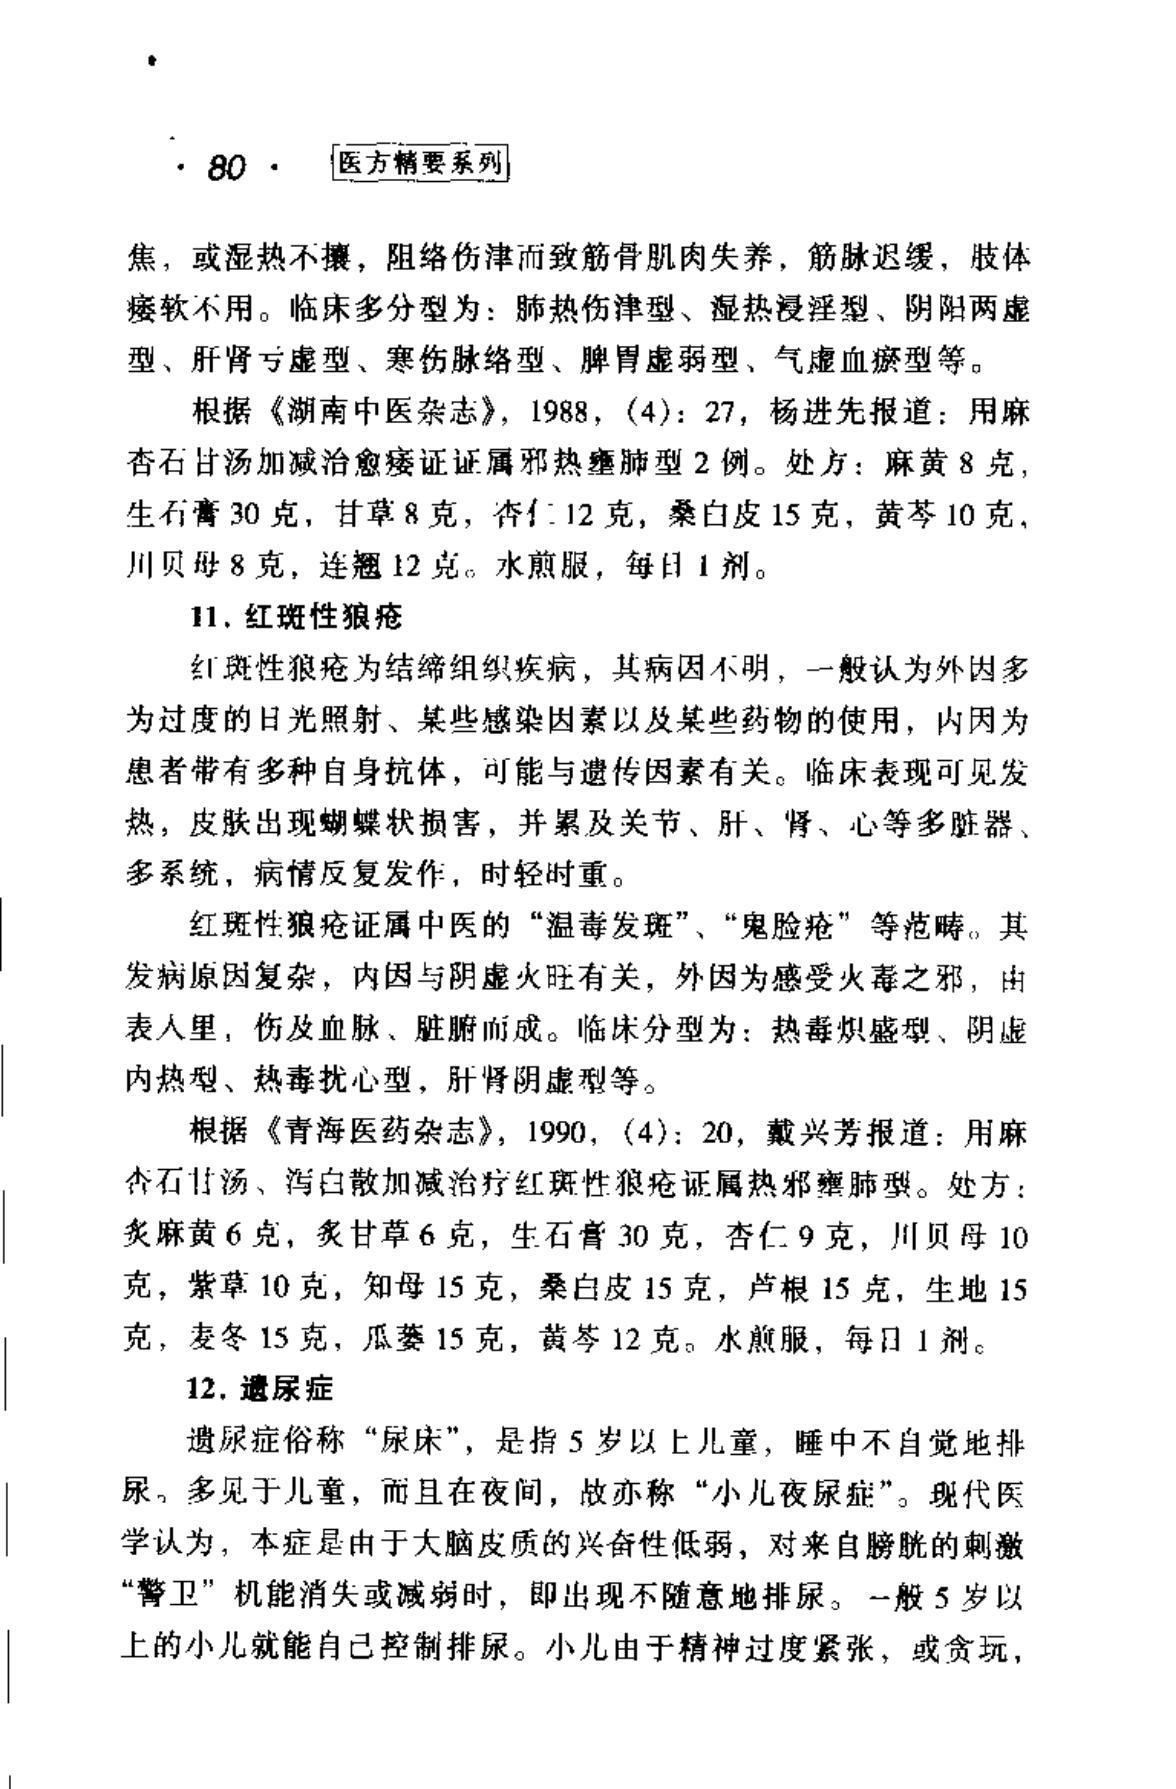 · 80 · 医方精要系列
焦，或湿热不攘，阻络伤津而致筋骨肌肉失养，筋脉迟缓，肢体
痿软不用。临床多分型为：肺热伤津型、湿热浸淫型、阴阳两虚
型、肝肾亏虚型、寒伤脉络型、脾胃虚弱型、气虚血瘀型等。
根据《湖南中医杂志》，1988，（4）：27，杨进先报道：用麻
杏石甘汤加减治愈痿证证属邪热壅肺型 2 例。处方：麻黄 8 克，
生石膏 30 克，甘草 8 克，杏仁 12 克，桑白皮 15 克，黄芩 10 克，
川贝母 8 克，连翘 12 克。水煎服，每日 1 剂。
11．红斑性狼疮
红斑性狼疮为结缔组织疾病，其病因不明，一般认为外因多
为过度的日光照射、某些感染因素以及某些药物的使用，内因为
患者带有多种自身抗体，可能与遗传因素有关。临床表现可见发
热，皮肤出现蝴蝶状损害，并累及关节、肝、肾、心等多脏器、
多系统，病情反复发作，时轻时重。
红斑性狼疮证属中医的“温毒发斑”、“鬼脸疮”等范畴。其
发病原因复杂，内因与阴虚火旺有关，外因为感受火毒之邪，由
表人里，伤及血脉、脏腑而成。临床分型为：热毒炽盛型、阴虚
内热型、热毒扰心型，肝肾阴虚型等。
根据《青海医药杂志》，1990，（4）：20，戴兴芳报道：用麻
杏石甘汤、泻白散加减治疗红斑性狼疮证属热邪壅肺型。处方：
炙麻黄 6 克，炙甘草 6 克，生石膏 30 克，杏仁 9 克，川贝母 10
克，紫草 10 克，知母 15 克，桑白皮 15 克，芦根 15 克，生地 15
克，麦冬 15 克，瓜蒌 15 克，黄芩 12 克。水煎服，每日 1 剂。
12．遗尿症
遗尿症俗称“尿床”，是指 5 岁以上儿童，睡中不自觉地排
尿。多见于儿童，而且在夜间，故亦称“小儿夜尿症”。现代医
学认为，本症是由于大脑皮质的兴奋性低弱，对来自膀胱的刺激
“警卫”机能消失或减弱时，即出现不随意地排尿。一般 5 岁以
上的小儿就能自己控制排尿。小儿由于精神过度紧张，或贪玩，